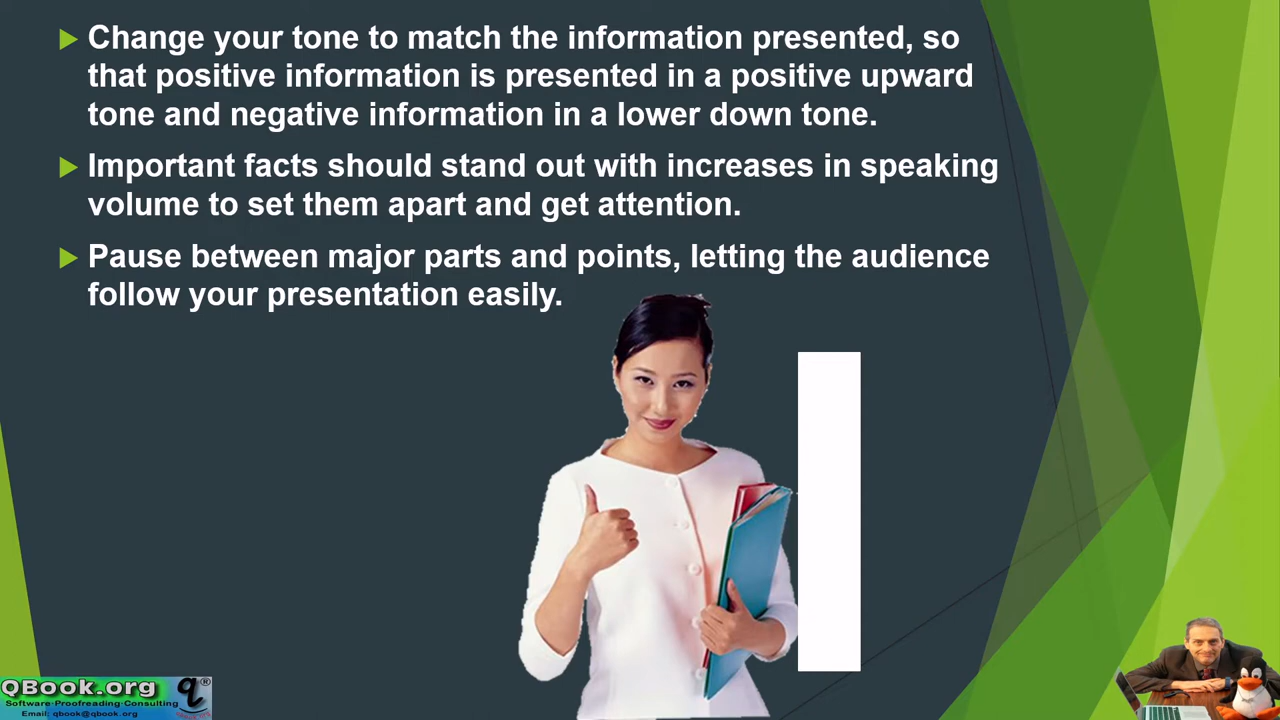 Change your tone to match the information presented, so
that positive information is presented in a positive upward
tone and negative information in a lower down tone.
Important facts should stand out with increases in speaking
volume to set them apart and get attention.
Pause between major parts and points, letting the audience
follow your presentation easily.
QBook.org
q®
Software·Proofreading·Consulting
Email: qbook@qbook.org